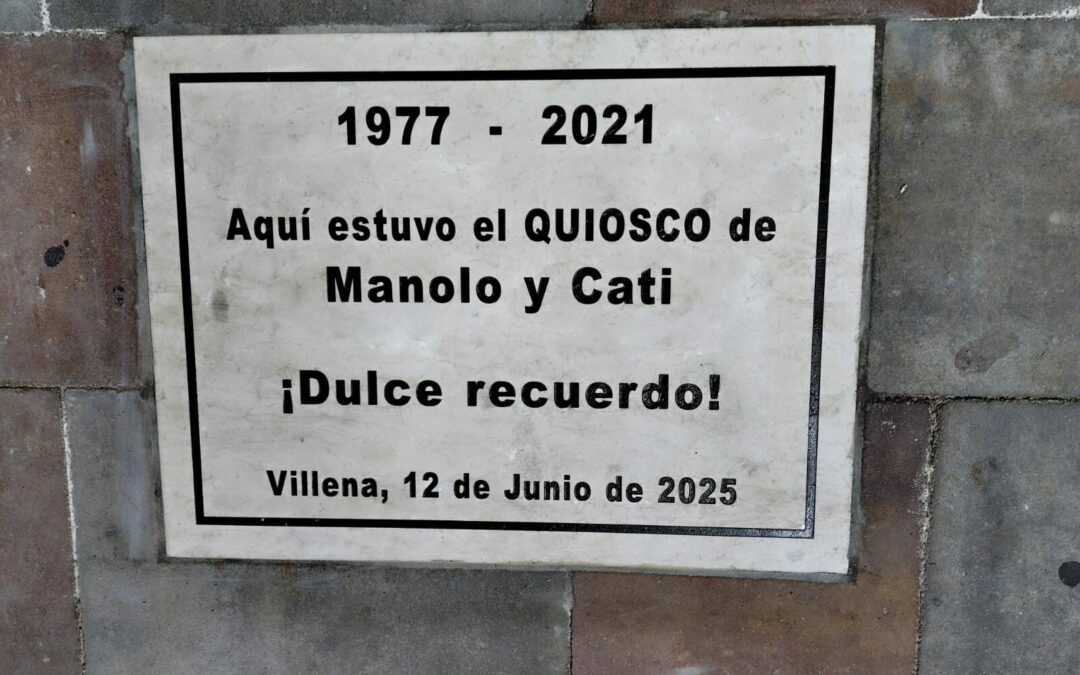 1977 - 2021
Aquí estuvo el QUIOSCO de
Manolo y Cati
¡Dulce recuerdo!
Villena, 12 de Junio de 2025